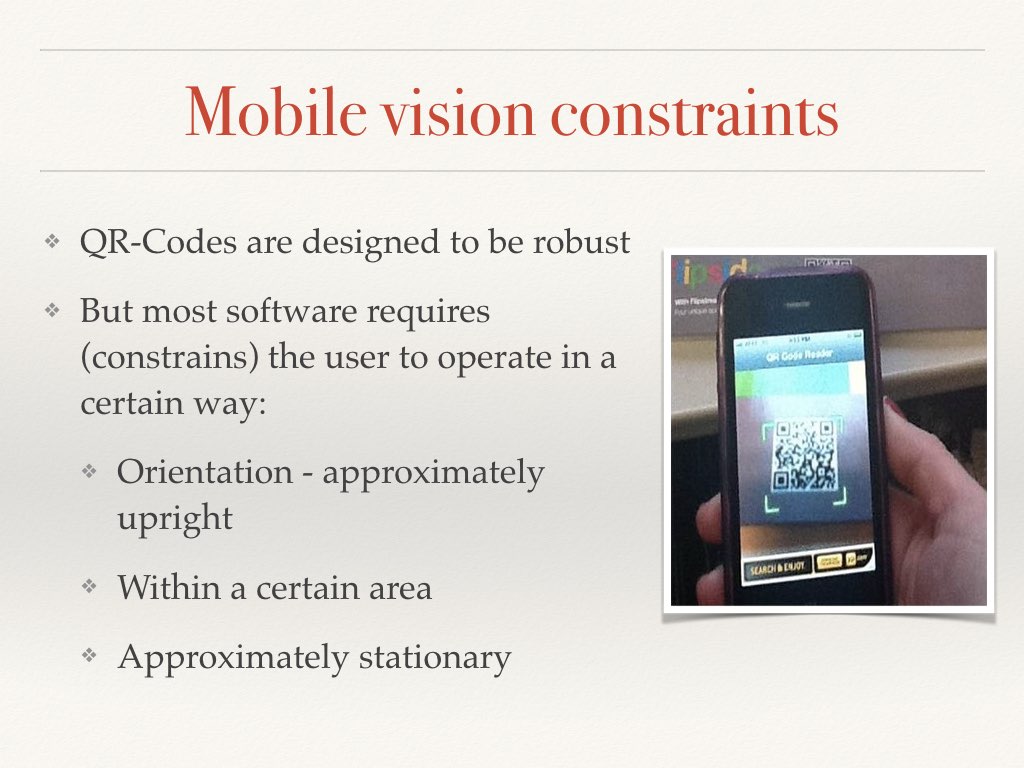 Mobile vision constraints
QR-Codes are designed to be robust
But most software requires
(constrains) the user to operate in a
certain way:
Orientation - approximately
upright
Within a certain area
Approximately stationary
QR Code Reader
SEARCH & ENJOY